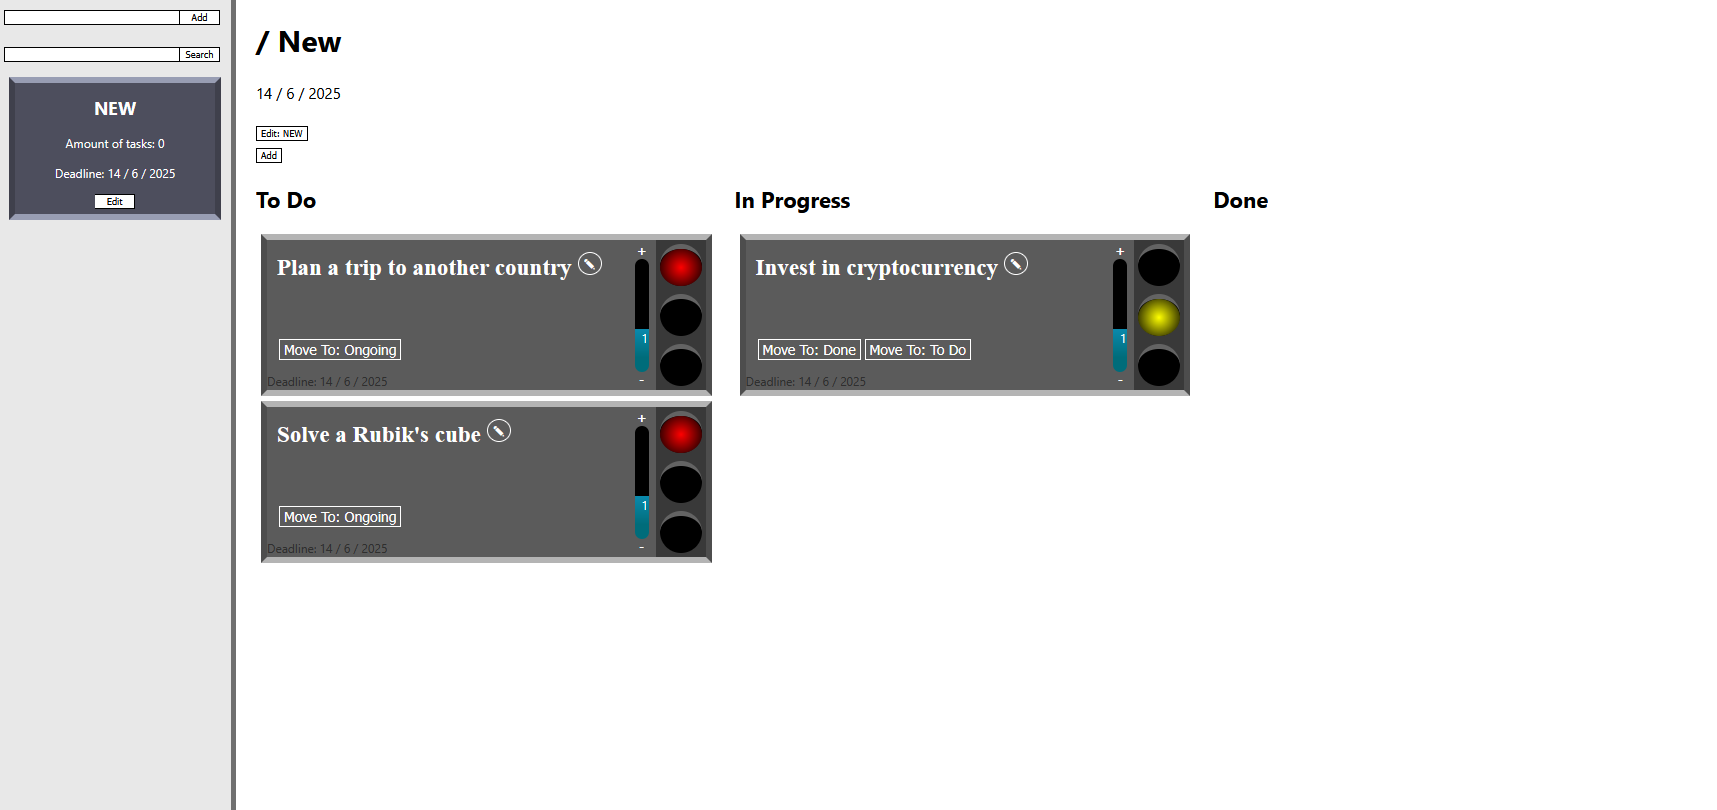 Add
Search
NEW
Amount of tasks: 0
Deadline: 14 / 6 / 2025
Edit
/ New
14 / 6 / 2025
Edit: NEW
Add
To Do
Plan a trip to another country
+
1
-
Move To: Ongoing
Deadline: 14 / 6 / 2025
Solve a Rubik's cube
+
1
-
Move To: Ongoing
Deadline: 14 / 6 / 2025
In Progress
Invest in cryptocurrency
+
1
-
Move To: Done Move To: To Do
Deadline: 14 / 6 / 2025
Done